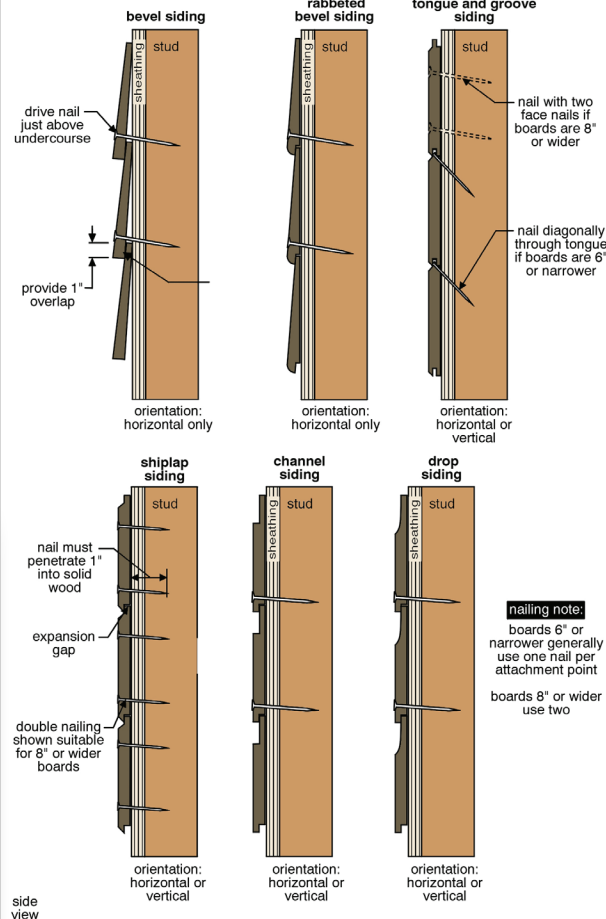 bevel siding
sheathing
stud
drive nail
just above
undercourse
provide 1"
overlap
orientation:
horizontal only
rabbeted
bevel siding
sheathing
stud
orientation:
horizontal only
tongue and groove
siding
stud
nail with two
face nails if
boards are 8"
or wider
nail diagonally
through tongue
if boards are 6"
or narrower
orientation:
horizontal or
vertical
shiplap
siding
stud
nail must
penetrate 1"
into solid
wood
expansion
gap
double nailing
shown suitable
for 8" or wider
boards
orientation:
horizontal or
vertical
channel
siding
sheathing
stud
orientation:
horizontal or
vertical
drop
siding
sheathing
stud
orientation:
horizontal or
vertical
nailing note:
boards 6" or
narrower generally
use one nail per
attachment point
boards 8" or wider
use two
side
view